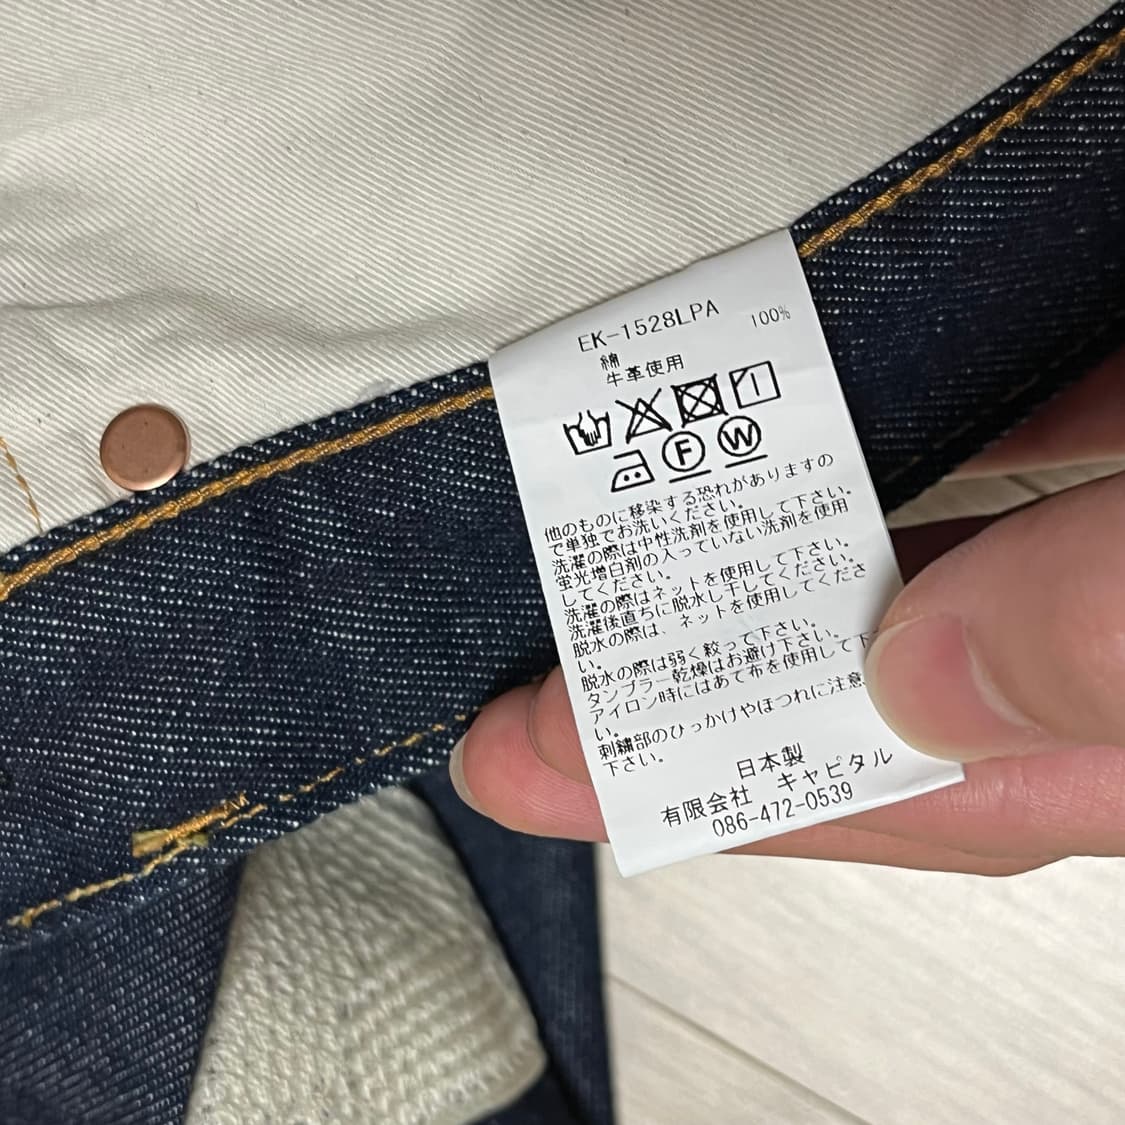 EK-1528LPA
綿 100%
牛革使用
F W
他のものに移染する恐れがありますの
で単独でお洗いください。
洗濯の際は中性洗剤を使用して下さい。
蛍光増白剤の入っていない洗剤を使用
してください。
洗濯の際はネットを使用して下さい。
洗濯後直ちに脱水し干してください。
脱水の際は、ネットを使用してくださ
い。
脱水の際は弱く絞って下さい。
タンブラー乾燥はお避け下さい。
アイロン時にはあて布を使用して下
い。
刺繍部のひっかけやほつれに注意
下さい。
日本製
有限会社 キャピタル
086-472-0539